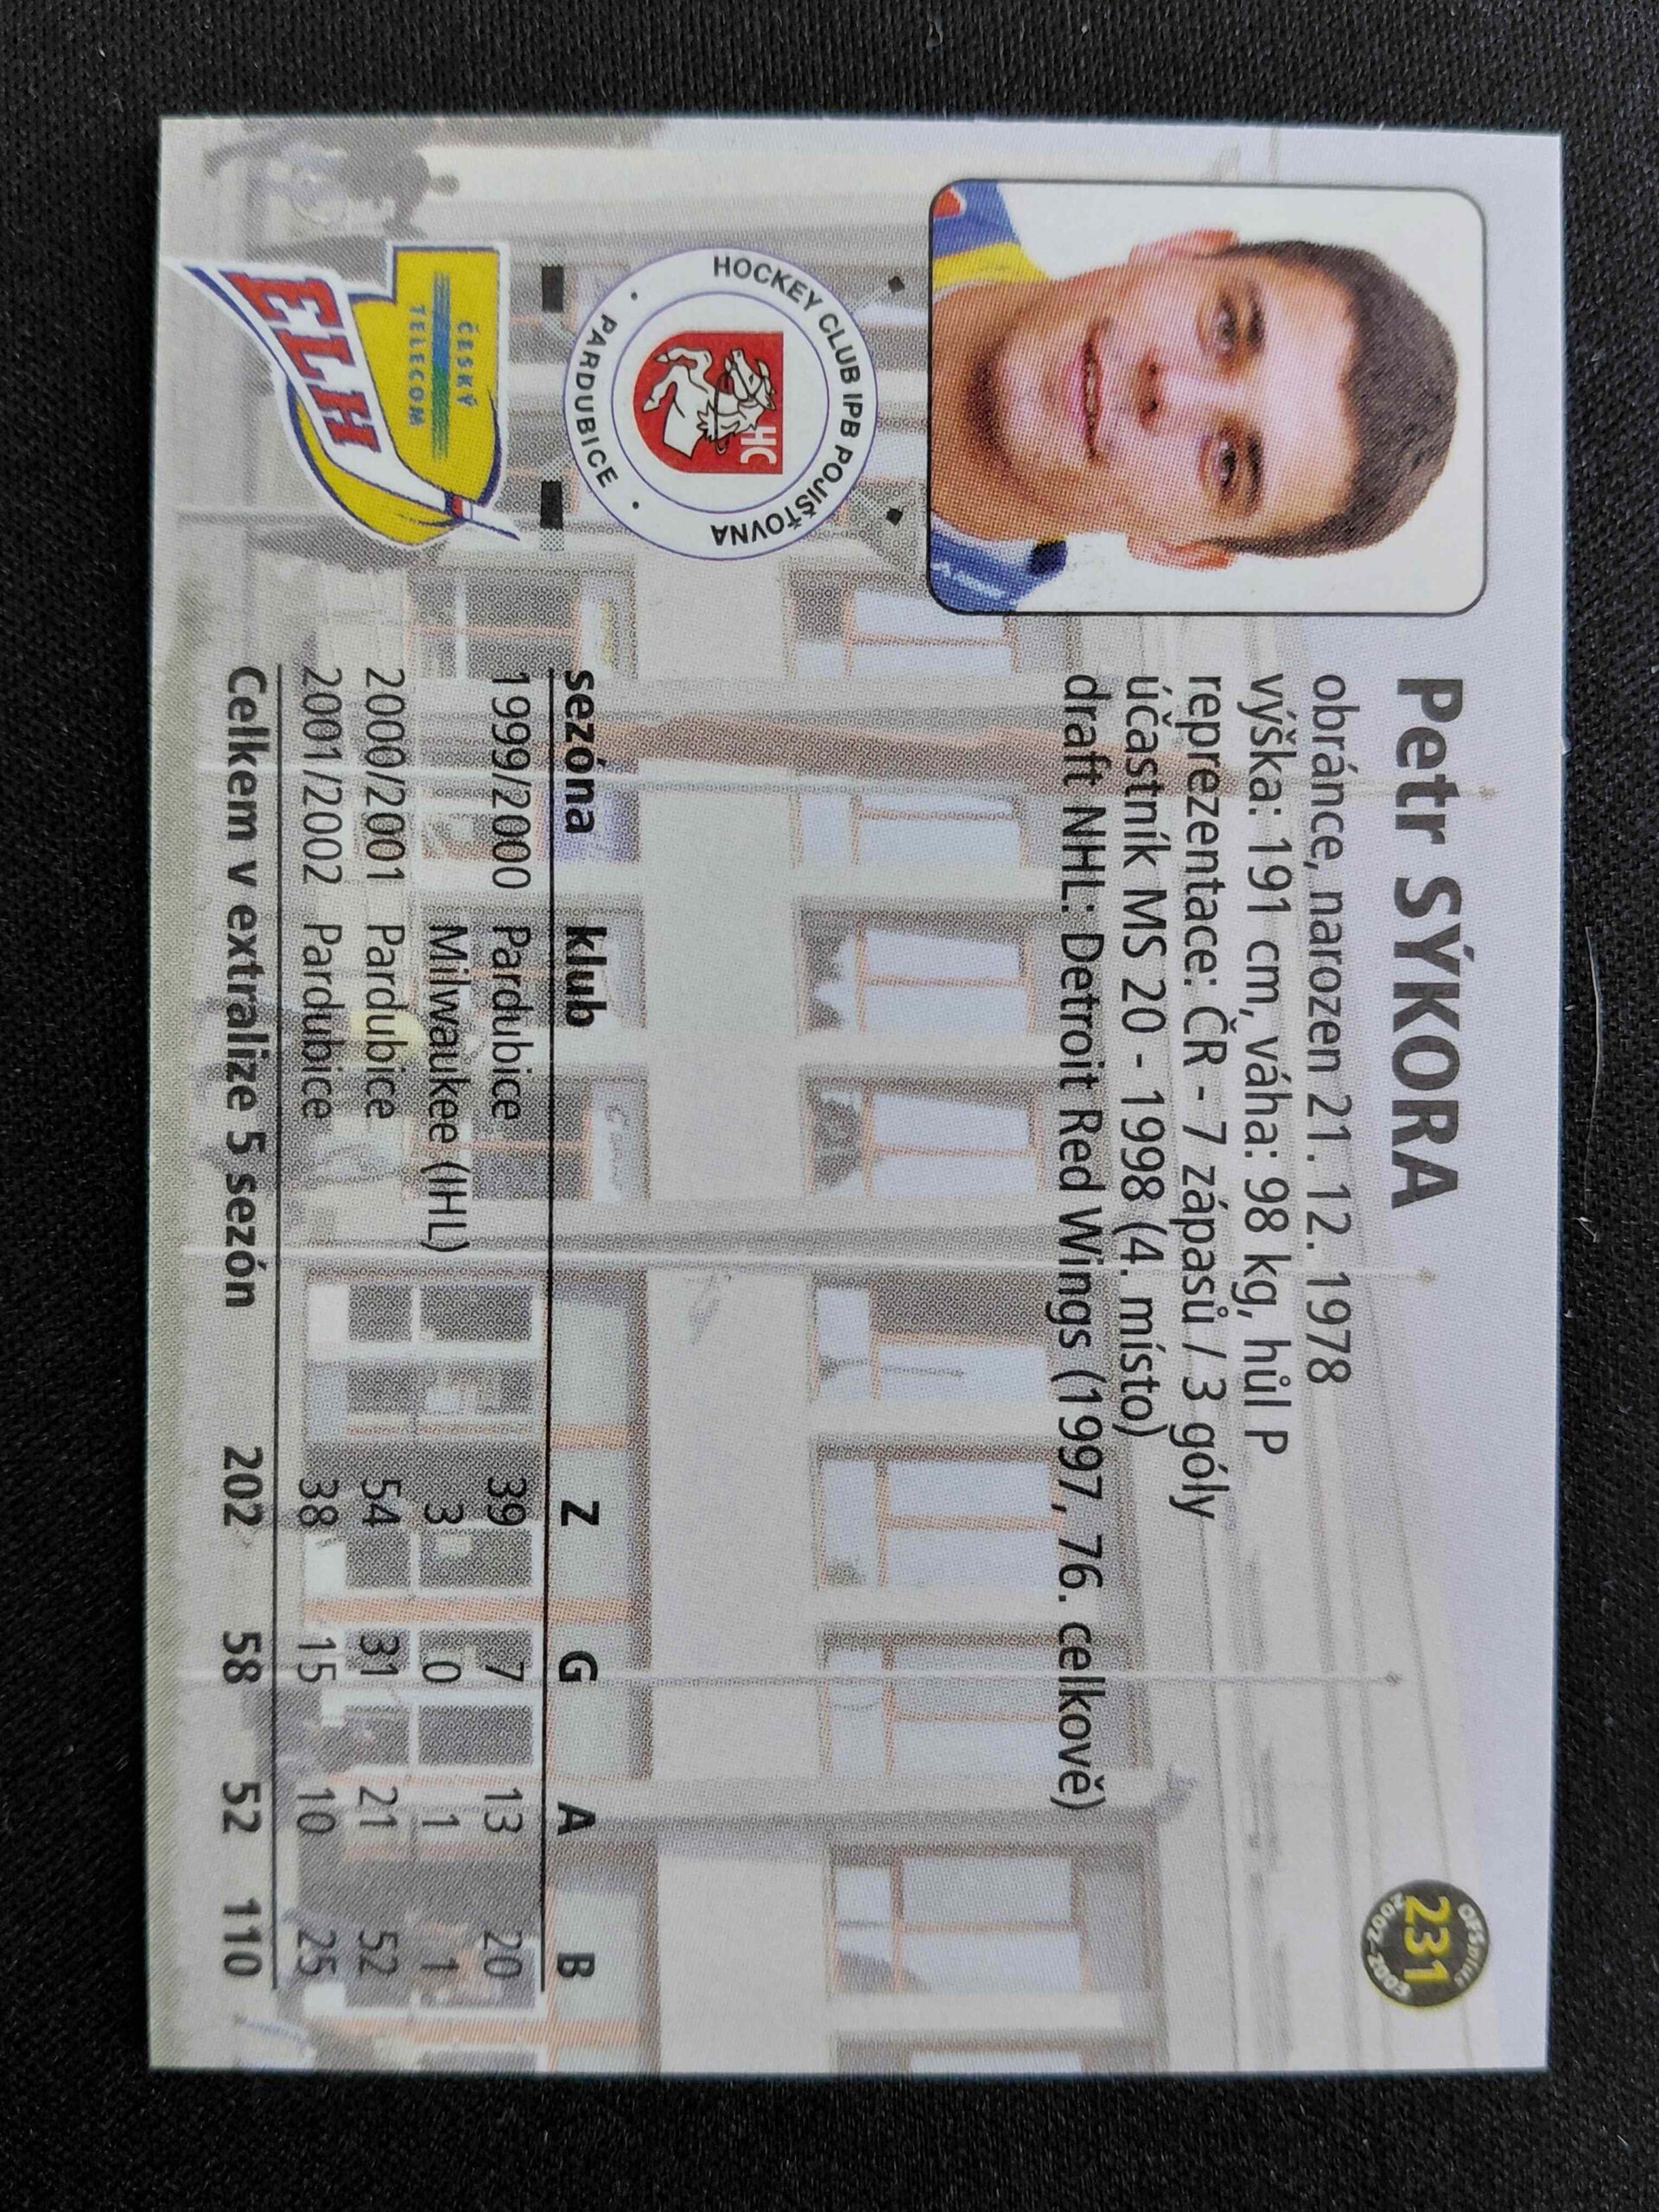 Petr SÝKORA
OFSplus
231
2002-2003
obránce, narozen 21. 12. 1978
výška: 191 cm, váha: 98 kg, hůl P
reprezentace: ČR - 7 zápasů / 3 góly
účastník MS 20 - 1998 (4. místo)
draft NHL: Detroit Red Wings (1997, 76. celkově)
HOCKEY CLUB IPB POJIŠŤOVNA
HC
• PARDUBICE •
ČESKÝ
TELECOM
ELH
sezóna klub Z G A B
1999/2000 Pardubice 39 7 13 20
Milwaukee (IHL) 3 0 1 1
2000/2001 Pardubice 54 31 21 52
2001/2002 Pardubice 38 15 10 25
Celkem v extralize 5 sezón 202 58 52 110